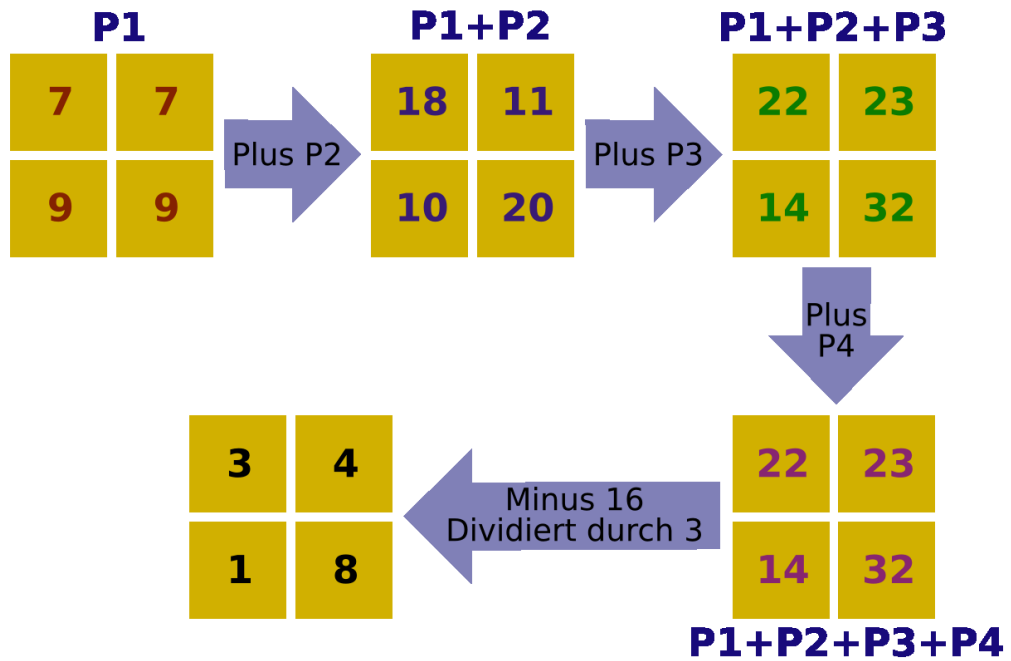 P1
P1+P2
P1+P2+P3
7 7
9 9
Plus P2
18 11
10 20
Plus P3
22 23
14 32
Plus
P4
22 23
14 32
P1+P2+P3+P4
Minus 16
Dividiert durch 3
3 4
1 8